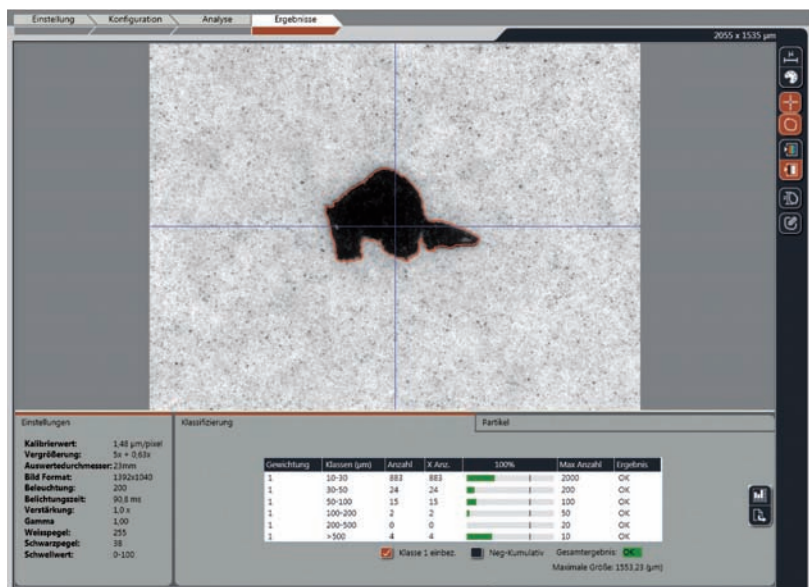 Einstellung Konfiguration Analyse Ergebnisse
2055 x 1535 µm
Einstellungen
Kalibrierwert: 1,48 µm/pixel
Vergrößerung: 5x + 0,63x
Auswertedurchmesser: 23mm
Bild Format: 1392x1040
Beleuchtung: 200
Belichtungszeit: 90,8 ms
Verstärkung: 1,0 x
Gamma 1,00
Weisspegel: 255
Schwarzpegel: 38
Schwellwert: 0-100
Klassifizierung Partikel
Gewichtung Klassen (µm) Anzahl X Anz. 100% Max Anzahl Ergebnis
1 10-30 883 883 2000 OK
1 30-50 24 24 200 OK
1 50-100 15 15 100 OK
1 100-200 2 2 50 OK
1 200-500 0 0 20 OK
1 >500 4 4 10 OK
Klasse 1 einbez. Neg-Kumulativ Gesamtergebnis: OK
Maximale Größe: 1553,23 (µm)